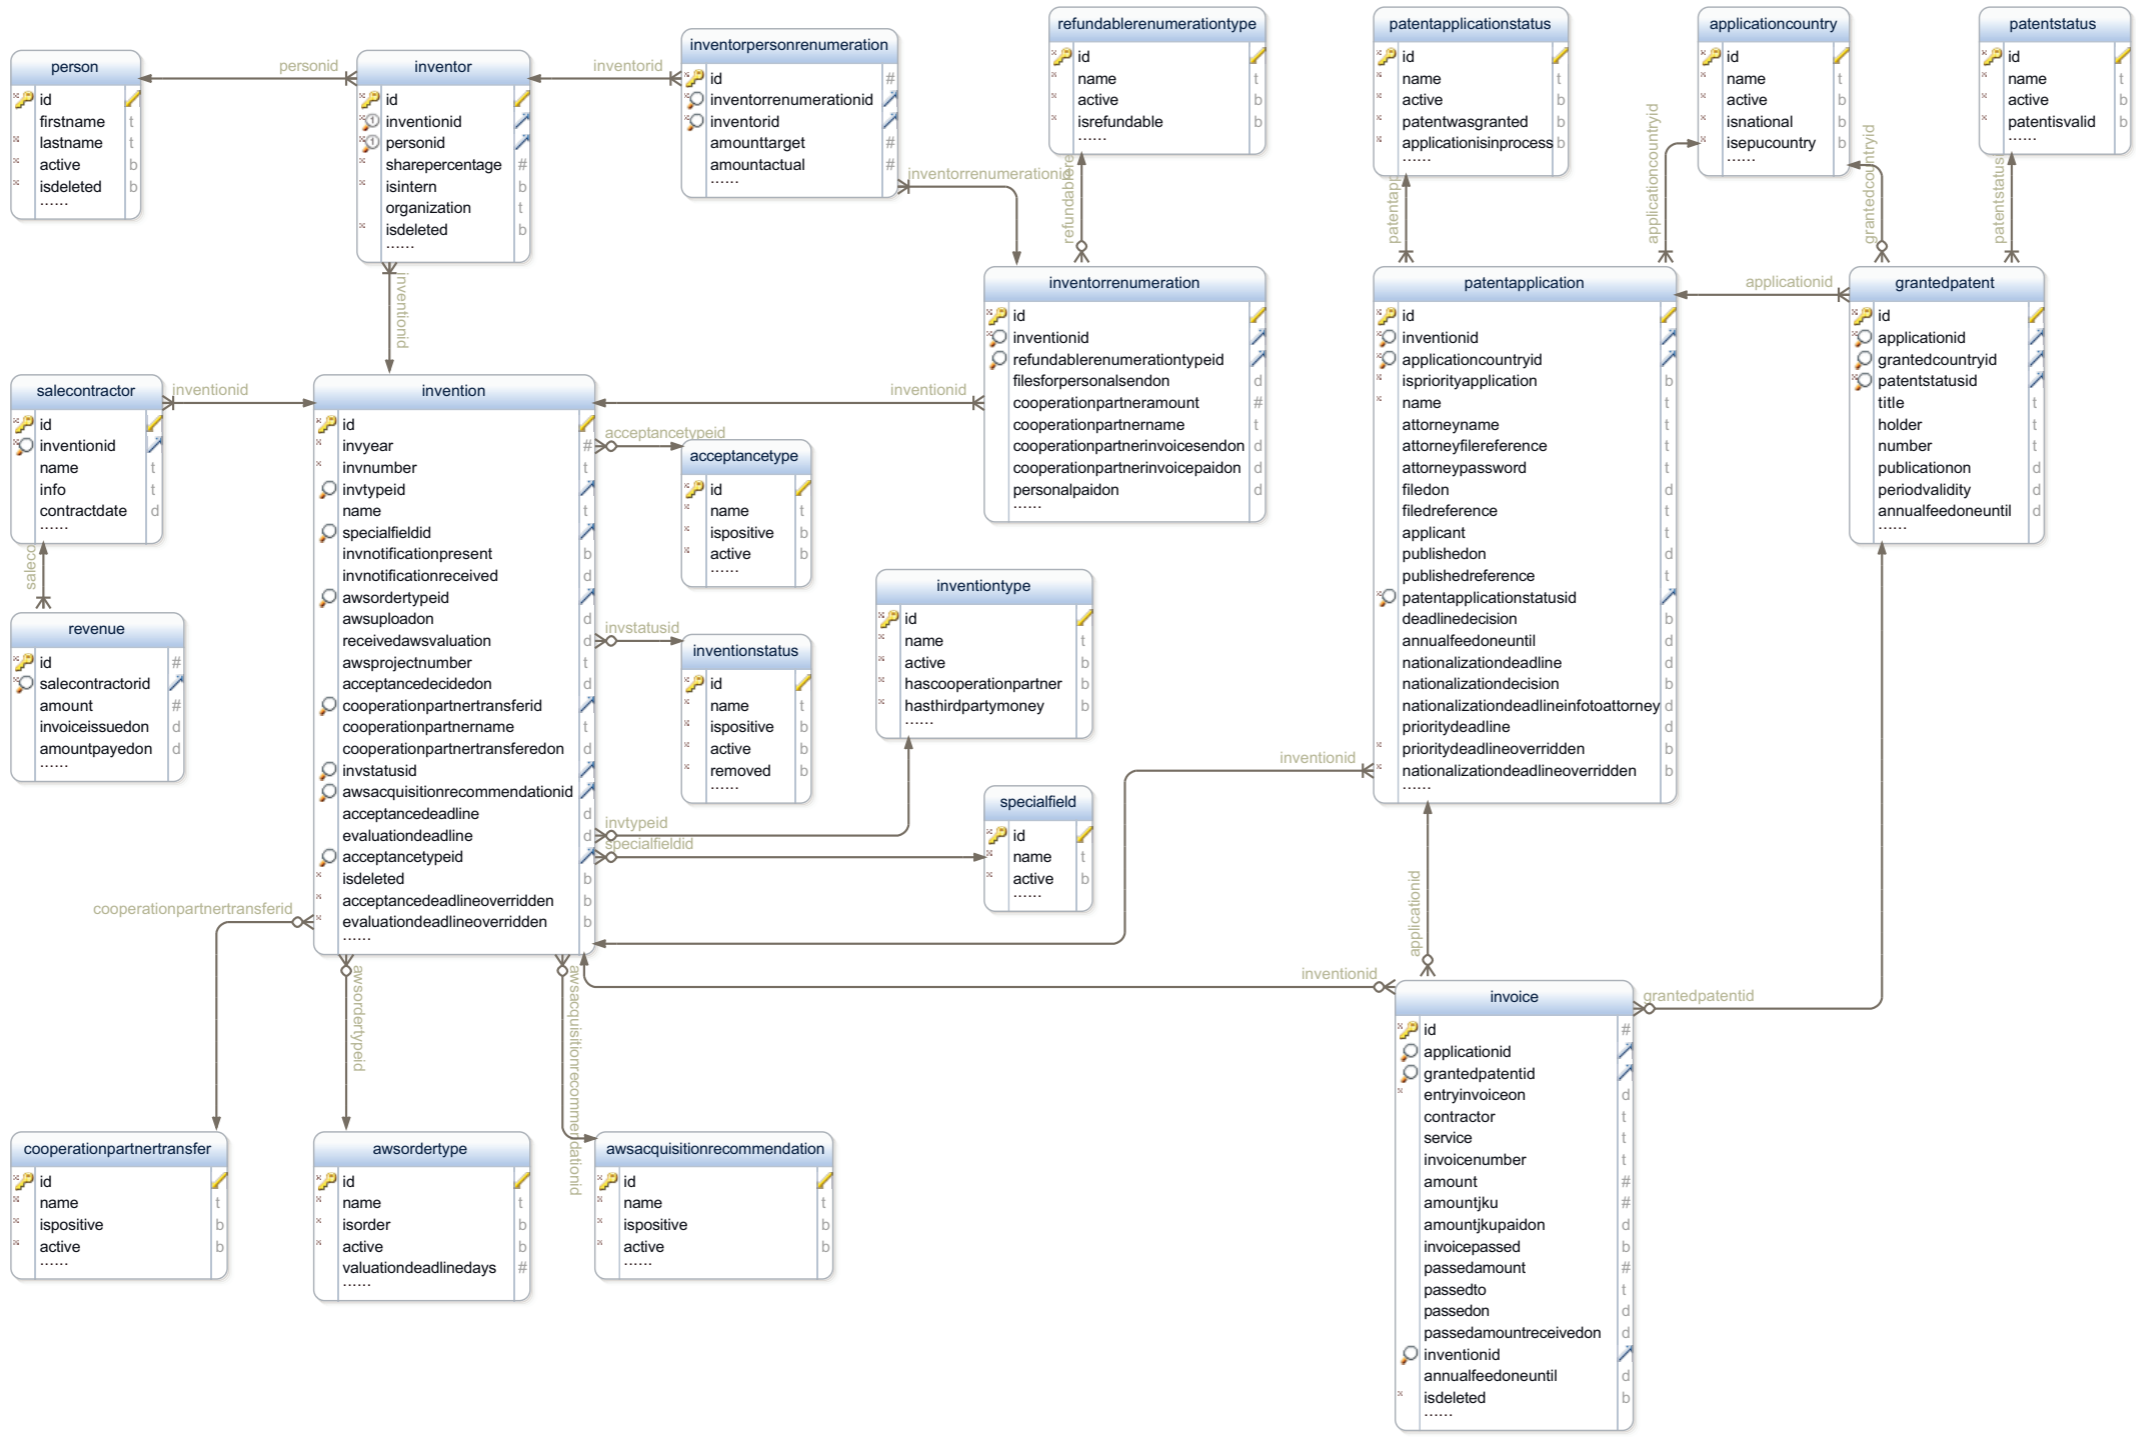 person
id
firstname t
lastname t
active b
isdeleted b
......
personid
inventor
id
inventionid
personid
sharepercentage #
isintern b
organization t
isdeleted b
......
inventorid
inventorpersonrenumeration
id #
inventorrenumerationid
inventorid
amounttarget #
amountactual #
......
inventorrenumerationid
refundablerenumerationtype
id
name t
active b
isrefundable b
......
refundablere
patentapplicationstatus
id
name t
active b
patentwasgranted b
applicationisinprocess b
......
patentapp
applicationcountry
id
name t
active b
isnational b
isepucountry b
......
applicationcountryid
grantedcountryid
patentstatus
id
name t
active b
patentisvalid b
......
patentstatus
inventionid
inventorrenumeration
id
inventionid
refundablerenumerationtypeid
filesforpersonalsendon d
cooperationpartneramount #
cooperationpartnername t
cooperationpartnerinvoicesendon d
cooperationpartnerinvoicepaidon d
personalpaidon d
......
inventionid
patentapplication
id
inventionid
applicationcountryid
ispriorityapplication b
name t
attorneyname t
attorneyfilereference t
attorneypassword t
filedon d
filedreference t
applicant t
publishedon d
publishedreference t
patentapplicationstatusid
deadlinedecision b
annualfeedoneuntil d
nationalizationdeadline d
nationalizationdecision b
nationalizationdeadlineinfotoattorney d
prioritydeadline d
prioritydeadlineoverridden b
nationalizationdeadlineoverridden b
......
applicationid
grantedpatent
id
applicationid
grantedcountryid
patentstatusid
title t
holder t
number t
publicationon d
periodvalidity d
annualfeedoneuntil d
......
salecontractor
id
inventionid
name t
info t
contractdate d
......
inventionid
saleco
revenue
id #
salecontractorid
amount #
invoiceissuedon d
amountpayedon d
......
invention
id
invyear #
invnumber t
invtypeid
name t
specialfieldid
invnotificationpresent b
invnotificationreceived d
awsordertypeid
awsuploadon d
receivedawsvaluation d
awsprojectnumber t
acceptancedecidedon d
cooperationpartnertransferid
cooperationpartnername t
cooperationpartnertransferedon d
invstatusid
awsacquisitionrecommendationid
acceptancedeadline d
evaluationdeadline d
acceptancetypeid
isdeleted b
acceptancedeadlineoverridden b
evaluationdeadlineoverridden b
......
acceptancetypeid
acceptancetype
id
name t
ispositive b
active b
......
invstatusid
inventionstatus
id
name t
ispositive b
active b
removed b
......
inventiontype
id
name t
active b
hascooperationpartner b
hasthirdpartymoney b
......
invtypeid
specialfieldid
specialfield
id
name t
active b
......
inventionid
applicationid
inventionid
grantedpatentid
cooperationpartnertransferid
awsordertypeid
awsacquisitionrecommendationid
cooperationpartnertransfer
id
name t
ispositive b
active b
......
awsordertype
id
name t
isorder b
active b
valuationdeadlinedays #
......
awsacquisitionrecommendation
id
name t
ispositive b
active b
......
invoice
id #
applicationid
grantedpatentid
entryinvoiceon d
contractor t
service t
invoicenumber t
amount #
amountjku #
amountjkupaidon d
invoicepassed b
passedamount #
passedto t
passedon d
passedamountreceivedon d
inventionid
annualfeedoneuntil d
isdeleted b
......